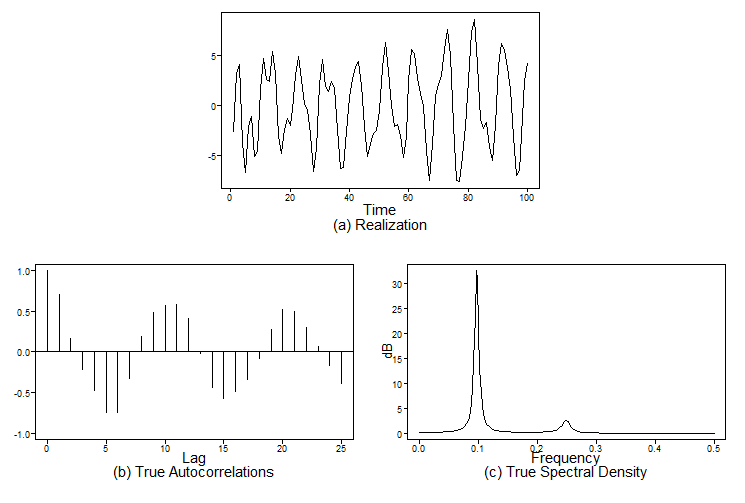 5
0
-5
0 20 40 60 80 100
Time
(a) Realization
1.0
0.5
0.0
-0.5
-1.0
0 5 10 15 20 25
Lag
(b) True Autocorrelations
dB
30
25
20
15
10
5
0
0.0 0.1 0.2 0.3 0.4 0.5
Frequency
(c) True Spectral Density